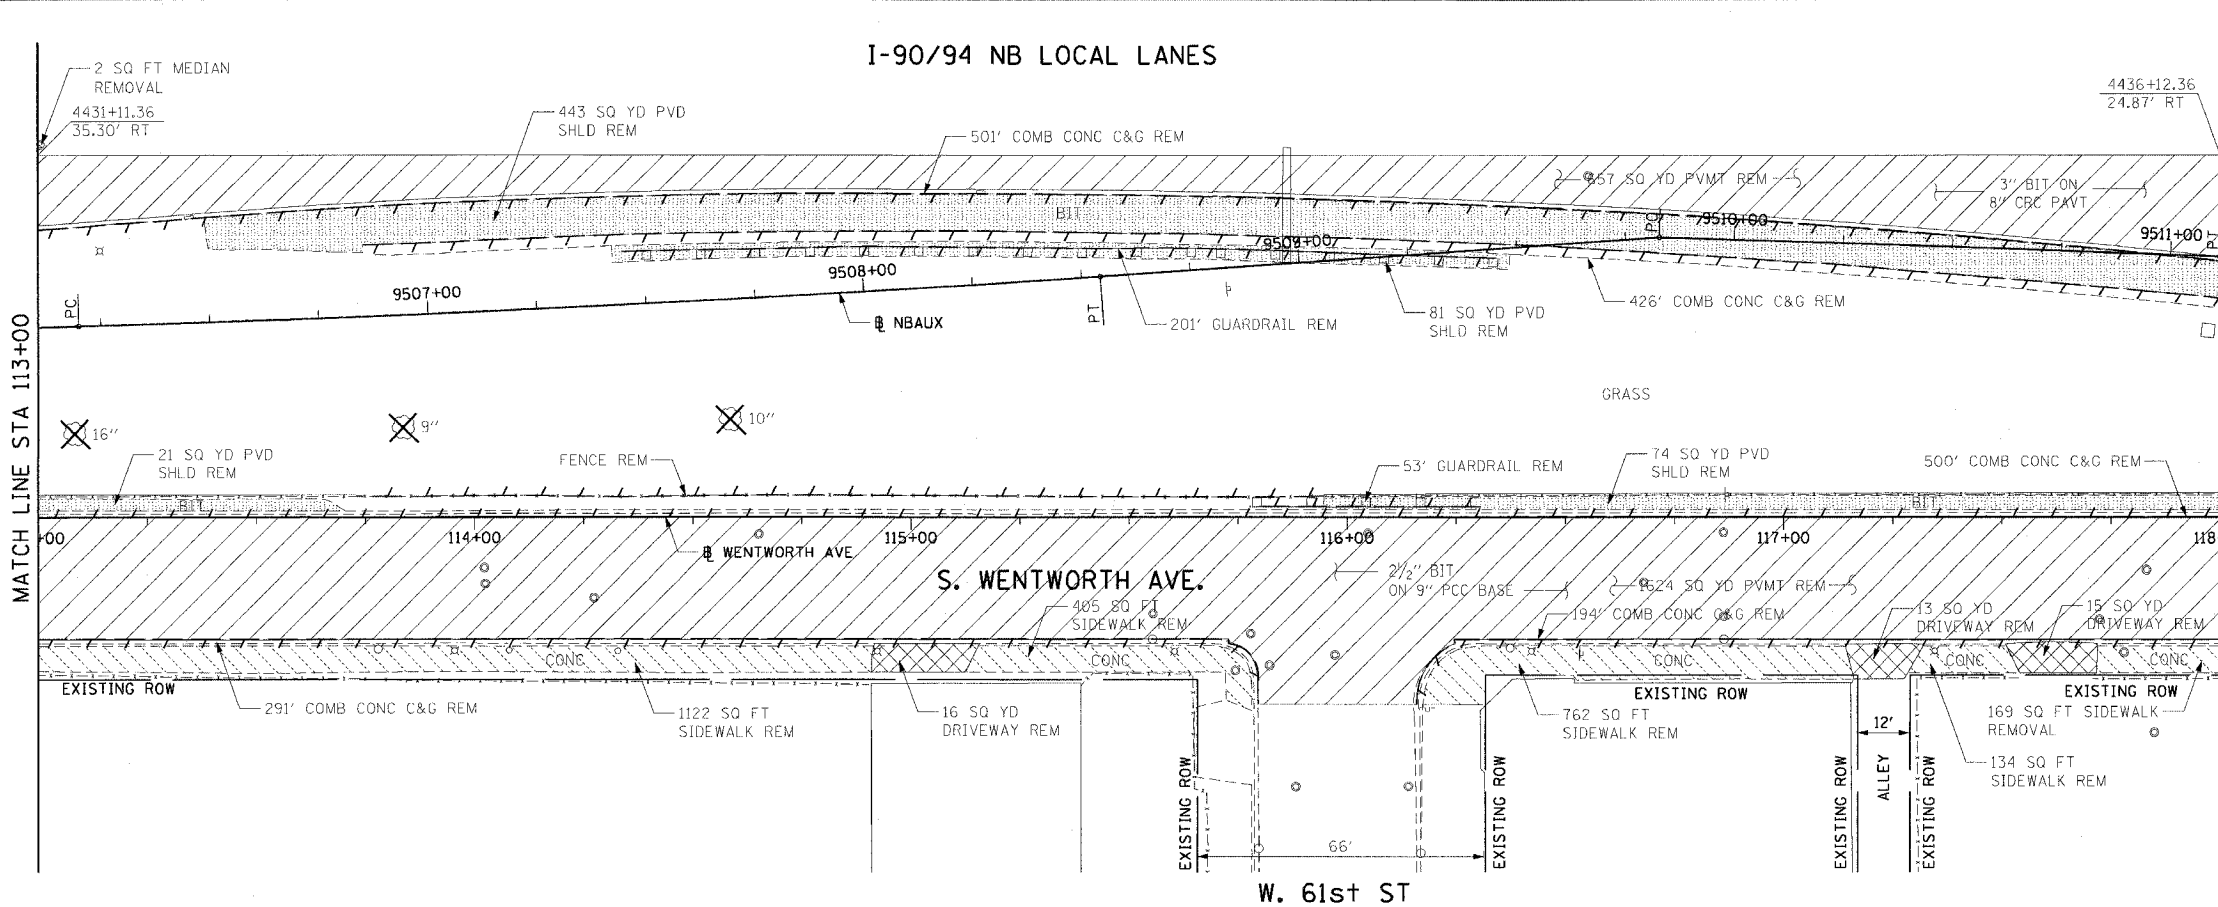 I-90/94 NB LOCAL LANES
2 SQ FT MEDIAN
REMOVAL
4431+11.36
35.30' RT
443 SQ YD PVD
SHLD REM
501' COMB CONC C&G REM
4436+12.36
24.87' RT
657 SQ YD PVMT REM
3" BIT ON
8" CRC PAVT
BIT
9507+00
9508+00
9509+00
9510+00
9511+00
PC
PT
PT
℄ NBAUX
201' GUARDRAIL REM
81 SQ YD PVD
SHLD REM
426' COMB CONC C&G REM
GRASS
MATCH LINE STA 113+00
16"
9"
10"
21 SQ YD PVD
SHLD REM
FENCE REM
53' GUARDRAIL REM
74 SQ YD PVD
SHLD REM
500' COMB CONC C&G REM
BIT
BIT
+00
114+00
115+00
116+00
117+00
118
℄ WENTWORTH AVE
S. WENTWORTH AVE.
2 1/2" BIT
ON 9" PCC BASE
SQ YD PVMT REM
405 SQ FT
SIDEWALK REM
194' COMB CONC C&G REM
13 SQ YD
DRIVEWAY REM
15 SQ YD
DRIVEWAY REM
CONC
CONC
CONC
CONC
CONC
EXISTING ROW
EXISTING ROW
EXISTING ROW
291' COMB CONC C&G REM
1122 SQ FT
SIDEWALK REM
16 SQ YD
DRIVEWAY REM
762 SQ FT
SIDEWALK REM
12'
169 SQ FT SIDEWALK
REMOVAL
134 SQ FT
SIDEWALK REM
EXISTING ROW
EXISTING ROW
EXISTING ROW
ALLEY
EXISTING ROW
66'
W. 61st ST